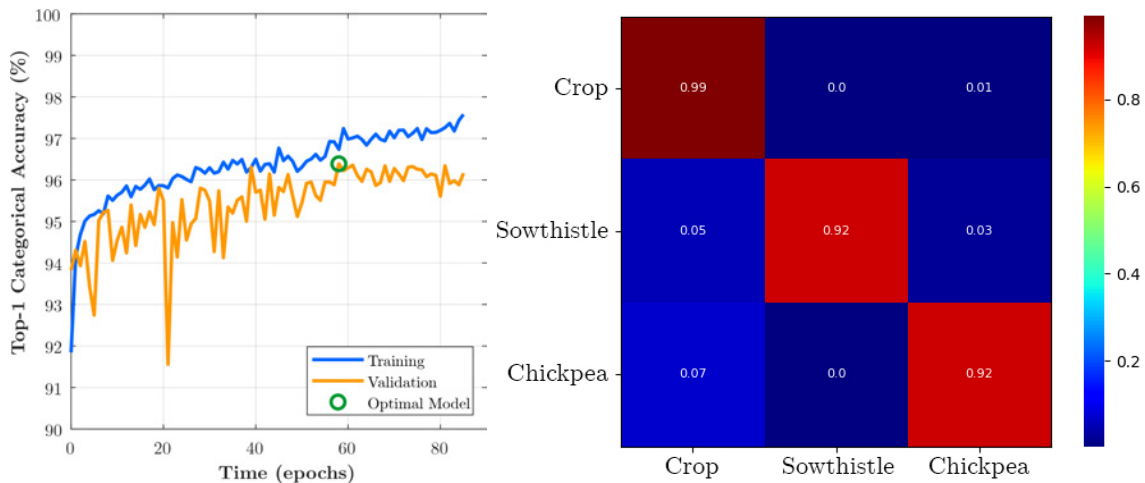 Top-1 Categorical Accuracy (%)
100
99
98
97
96
95
94
93
92
91
90
0
20
40
60
80
Time (epochs)
Training
Validation
Optimal Model
Crop
0.99
0.0
0.01
Sowthistle
0.05
0.92
0.03
Chickpea
0.07
0.0
0.92
Crop
Sowthistle
Chickpea
0.8
0.6
0.4
0.2